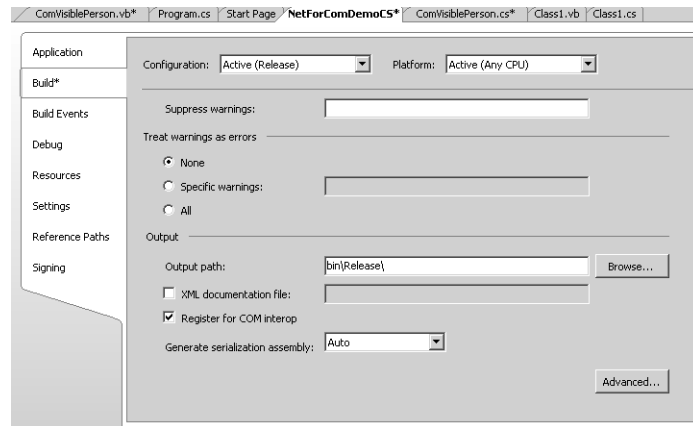 ComVisiblePerson.vb* Program.cs Start Page NetForComDemoCS* ComVisiblePerson.cs* Class1.vb Class1.cs
Application
Configuration: Active (Release) Platform: Active (Any CPU)
Build*
Build Events
Suppress warnings:
Treat warnings as errors
Debug
None
Resources
Specific warnings:
Settings
All
Reference Paths
Output
Signing
Output path: bin\Release\ Browse...
XML documentation file:
Register for COM interop
Generate serialization assembly: Auto
Advanced...